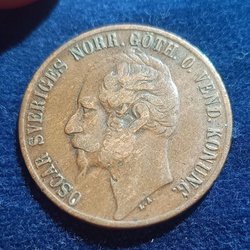 OSCAR SVERIGES NORR. GÖTH. O. VEND. KONUNG.
L.A.